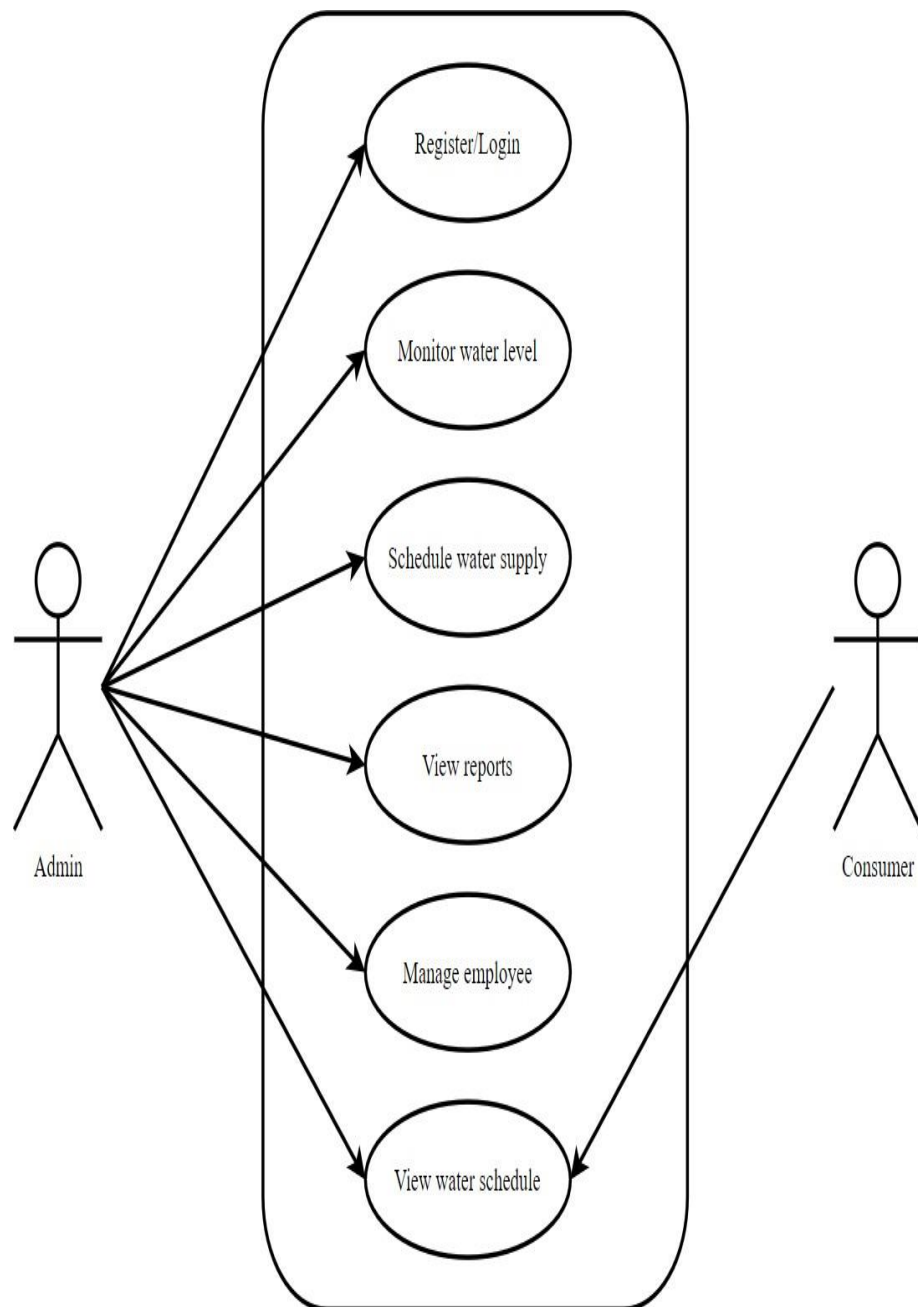 Register/Login
Monitor water level
Schedule water supply
View reports
Admin
Consumer
Manage employee
View water schedule